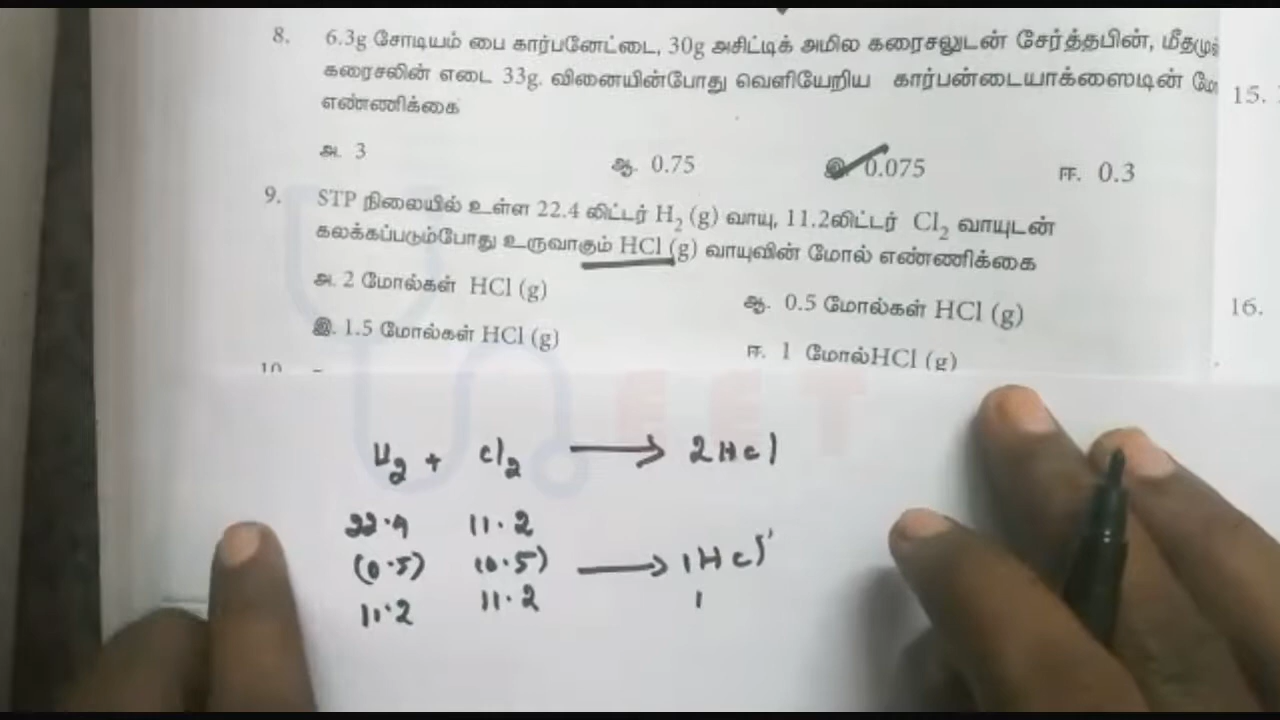 8. 6.3g சோடியம் பை கார்பனேட்டை, 30g அசிட்டிக் அமில கரைசலுடன் சேர்த்தபின், மீதமுள்
கரைசலின் எடை 33g. வினையின்போது வெளியேறிய கார்பன்டையாக்ஸைடின் மோ
எண்ணிக்கை
அ. 3 ஆ. 0.75 இ. 0.075 ஈ. 0.3
9. STP நிலையில் உள்ள 22.4 லிட்டர் H₂ (g) வாயு, 11.2லிட்டர் Cl₂ வாயுடன்
கலக்கப்படும்போது உருவாகும் HCl (g) வாயுவின் மோல் எண்ணிக்கை
அ. 2 மோல்கள் HCl (g) ஆ. 0.5 மோல்கள் HCl (g)
இ. 1.5 மோல்கள் HCl (g) ஈ. 1 மோல்HCl (g)
10.
15.
16.
EET
H₂ + Cl₂ → 2HCl
22.4 11.2
(0.5) (0.5) → 1HCl
11.2 11.2 1